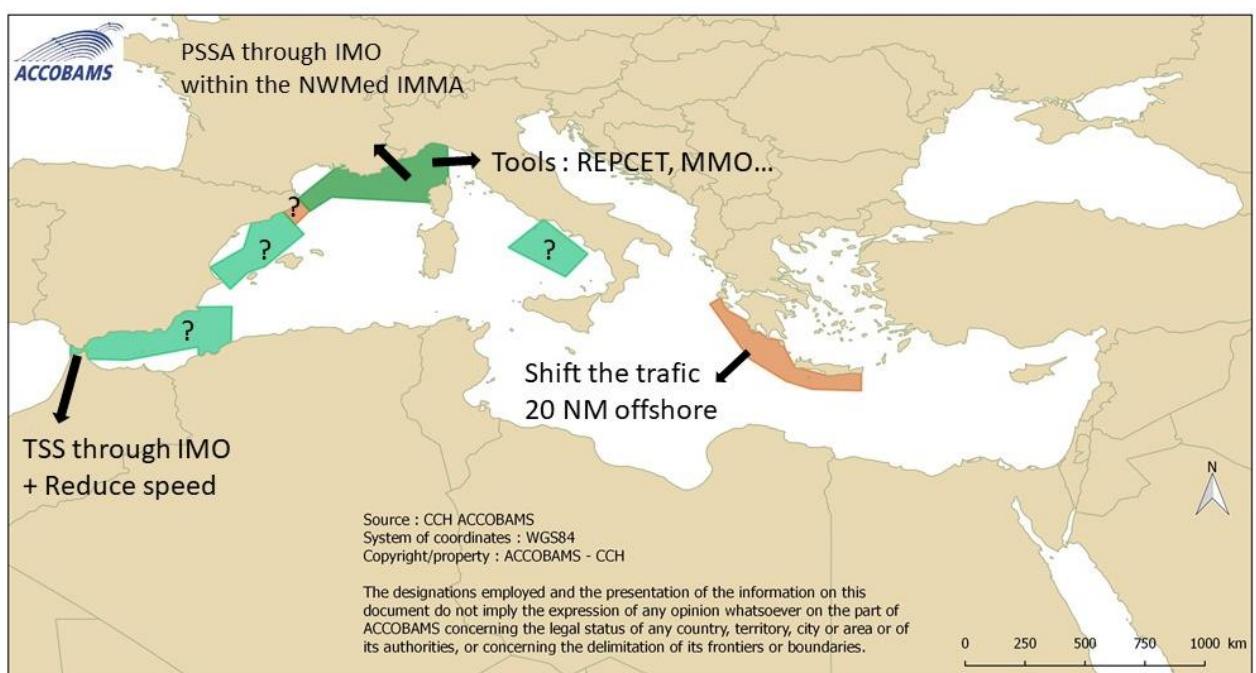 ACCOBAMS
PSSA through IMO
within the NWMed IMMA
Tools : REPCET, MMO...
?
?
?
?
Shift the trafic
20 NM offshore
TSS through IMO
+ Reduce speed
N
Source : CCH ACCOBAMS
System of coordinates : WGS84
Copyright/property : ACCOBAMS - CCH
The designations employed and the presentation of the information on this
document do not imply the expression of any opinion whatsoever on the part of
ACCOBAMS concerning the legal status of any country, territory, city or area or of
its authorities, or concerning the delimitation of its frontiers or boundaries.
0 250 500 750 1000 km